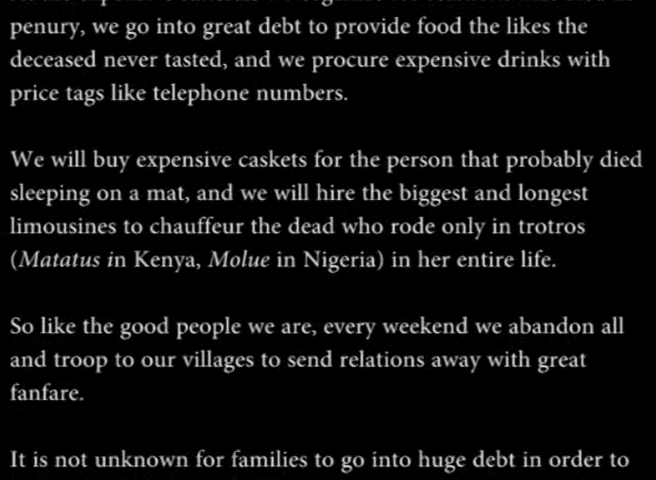 penury, we go into great debt to provide food the likes the
deceased never tasted, and we procure expensive drinks with
price tags like telephone numbers.
We will buy expensive caskets for the person that probably died
sleeping on a mat, and we will hire the biggest and longest
limousines to chauffeur the dead who rode only in trotros
(Matatus in Kenya, Molue in Nigeria) in her entire life.
So like the good people we are, every weekend we abandon all
and troop to our villages to send relations away with great
fanfare.
It is not unknown for families to go into huge debt in order to